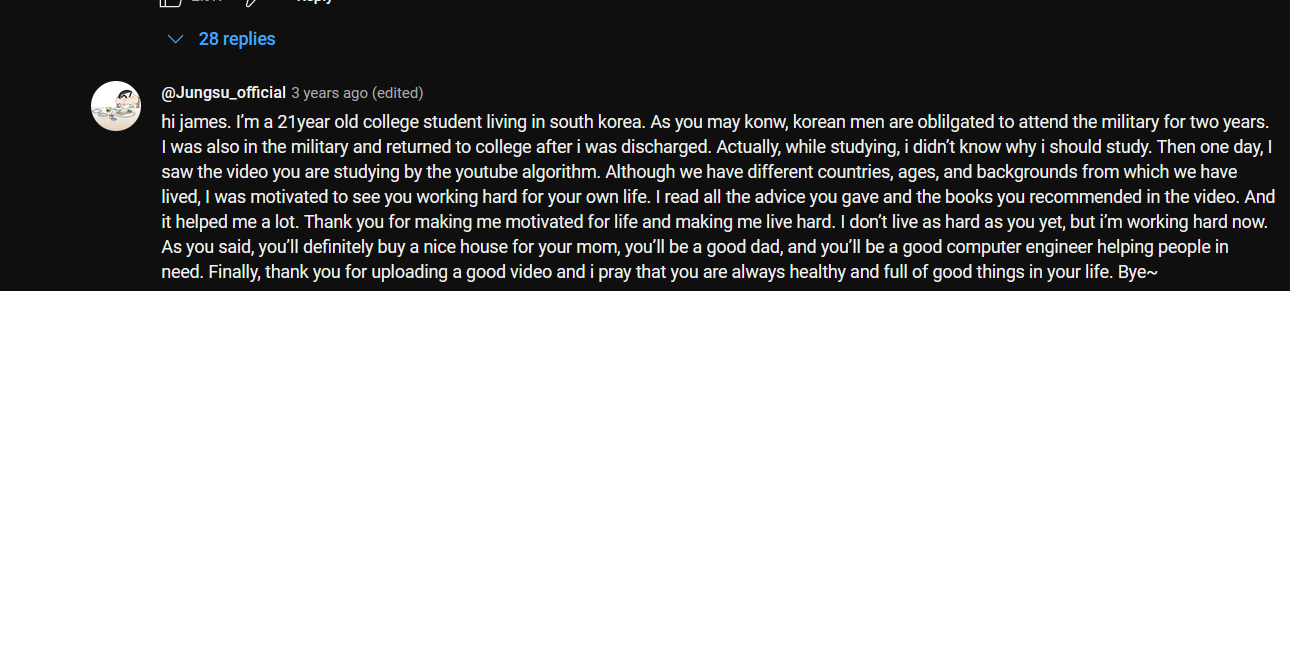 28 replies
@Jungsu_official 3 years ago (edited)
hi james. I’m a 21year old college student living in south korea. As you may konw, korean men are oblilgated to attend the military for two years.
I was also in the military and returned to college after i was discharged. Actually, while studying, i didn’t know why i should study. Then one day, I
saw the video you are studying by the youtube algorithm. Although we have different countries, ages, and backgrounds from which we have
lived, I was motivated to see you working hard for your own life. I read all the advice you gave and the books you recommended in the video. And
it helped me a lot. Thank you for making me motivated for life and making me live hard. I don’t live as hard as you yet, but i’m working hard now.
As you said, you’ll definitely buy a nice house for your mom, you’ll be a good dad, and you’ll be a good computer engineer helping people in
need. Finally, thank you for uploading a good video and i pray that you are always healthy and full of good things in your life. Bye~